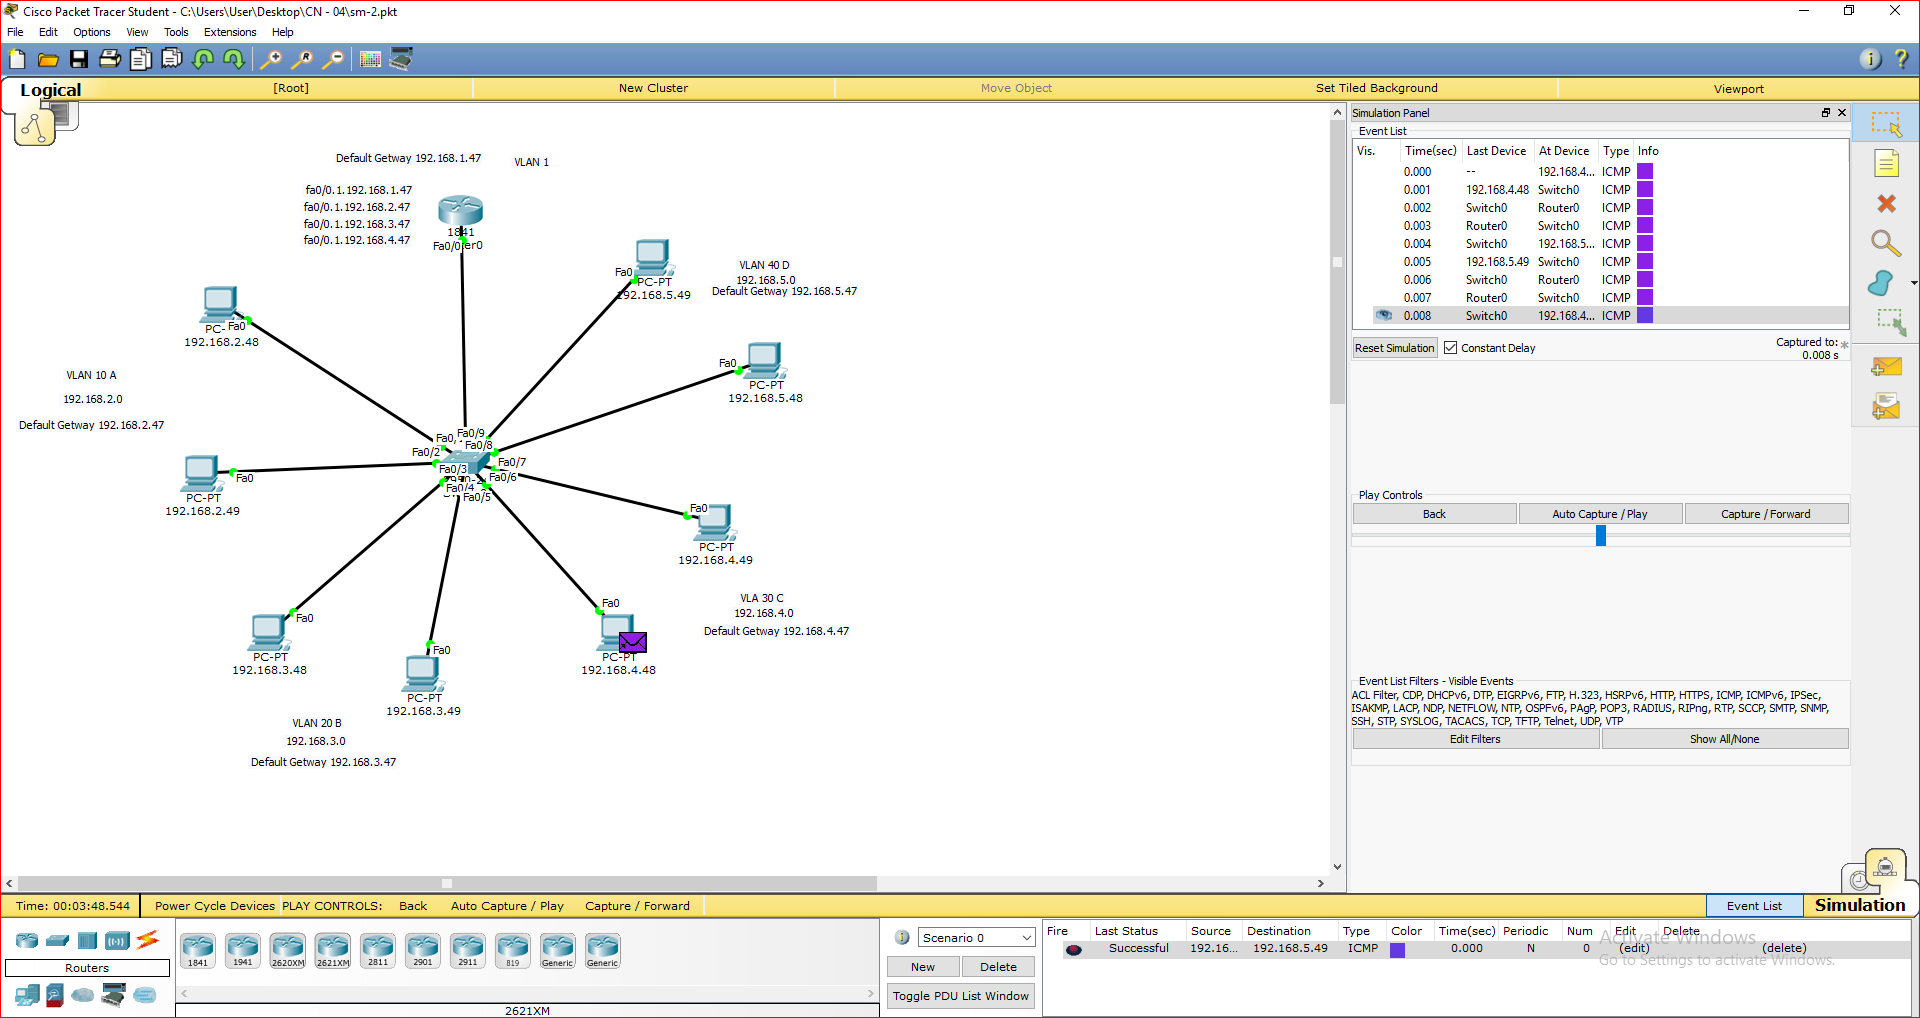 Cisco Packet Tracer Student - C:\Users\User\Desktop\CN - 04\sm-2.pkt
File Edit Options View Tools Extensions Help
Logical [Root] New Cluster Move Object Set Tiled Background Viewport
Default Getway 192.168.1.47
VLAN 1
fa0/0.1.192.168.1.47
fa0/0.1.192.168.2.47
fa0/0.1.192.168.3.47
fa0/0.1.192.168.4.47
1841
Fa0/0
Fa0
PC-PT
192.168.5.49
VLAN 40 D
192.168.5.0
Default Getway 192.168.5.47
Fa0
192.168.2.48
Fa0
PC-PT
192.168.5.48
VLAN 10 A
192.168.2.0
Default Getway 192.168.2.47
Fa0/9
Fa0/8
Fa0/2
Fa0/7
Fa0/3
Fa0/6
Fa0/4
Fa0/5
Fa0
PC-PT
192.168.2.49
Fa0
PC-PT
192.168.4.49
VLA 30 C
192.168.4.0
Default Getway 192.168.4.47
Fa0
PC-PT
192.168.3.48
Fa0
PC-PT
192.168.3.49
Fa0
PC-PT
192.168.4.48
VLAN 20 B
192.168.3.0
Default Getway 192.168.3.47
Simulation Panel
Event List
Vis. Time(sec) Last Device At Device Type Info
0.000 -- 192.168.4... ICMP
0.001 192.168.4.48 Switch0 ICMP
0.002 Switch0 Router0 ICMP
0.003 Router0 Switch0 ICMP
0.004 Switch0 192.168.5... ICMP
0.005 192.168.5.49 Switch0 ICMP
0.006 Switch0 Router0 ICMP
0.007 Router0 Switch0 ICMP
0.008 Switch0 192.168.4... ICMP
Reset Simulation Constant Delay Captured to: *
0.008 s
Play Controls
Back Auto Capture / Play Capture / Forward
Event List Filters - Visible Events
ACL Filter, CDP, DHCPv6, DTP, EIGRPv6, FTP, H.323, HSRPv6, HTTP, HTTPS, ICMP, ICMPv6, IPSec,
ISAKMP, LACP, NDP, NETFLOW, NTP, OSPFv6, PAgP, POP3, RADIUS, RIPng, RTP, SCCP, SMTP, SNMP,
SSH, STP, SYSLOG, TACACS, TCP, TFTP, Telnet, UDP, VTP
Edit Filters Show All/None
Time: 00:03:48.544 Power Cycle Devices PLAY CONTROLS: Back Auto Capture / Play Capture / Forward Event List Simulation
Routers
1841 1941 2620XM 2621XM 2811 2901 2911 819 Generic Generic
2621XM
Scenario 0
New Delete
Toggle PDU List Window
Fire Last Status Source Destination Type Color Time(sec) Periodic Num Edit Delete
Successful 192.16... 192.168.5.49 ICMP 0.000 N 0 (edit) (delete)
Activate Windows
Go to Settings to activate Windows.